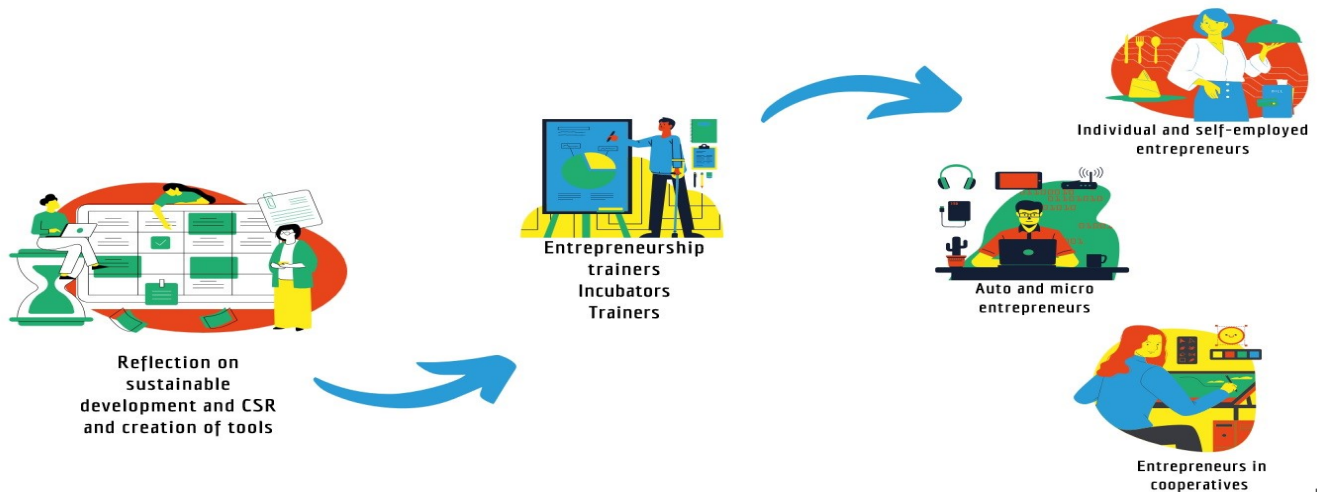 Reflection on
sustainable
development and CSR
and creation of tools
Entrepreneurship
trainers
Incubators
Trainers
Individual and self-employed
entrepreneurs
Auto and micro
entrepreneurs
Entrepreneurs in
cooperatives